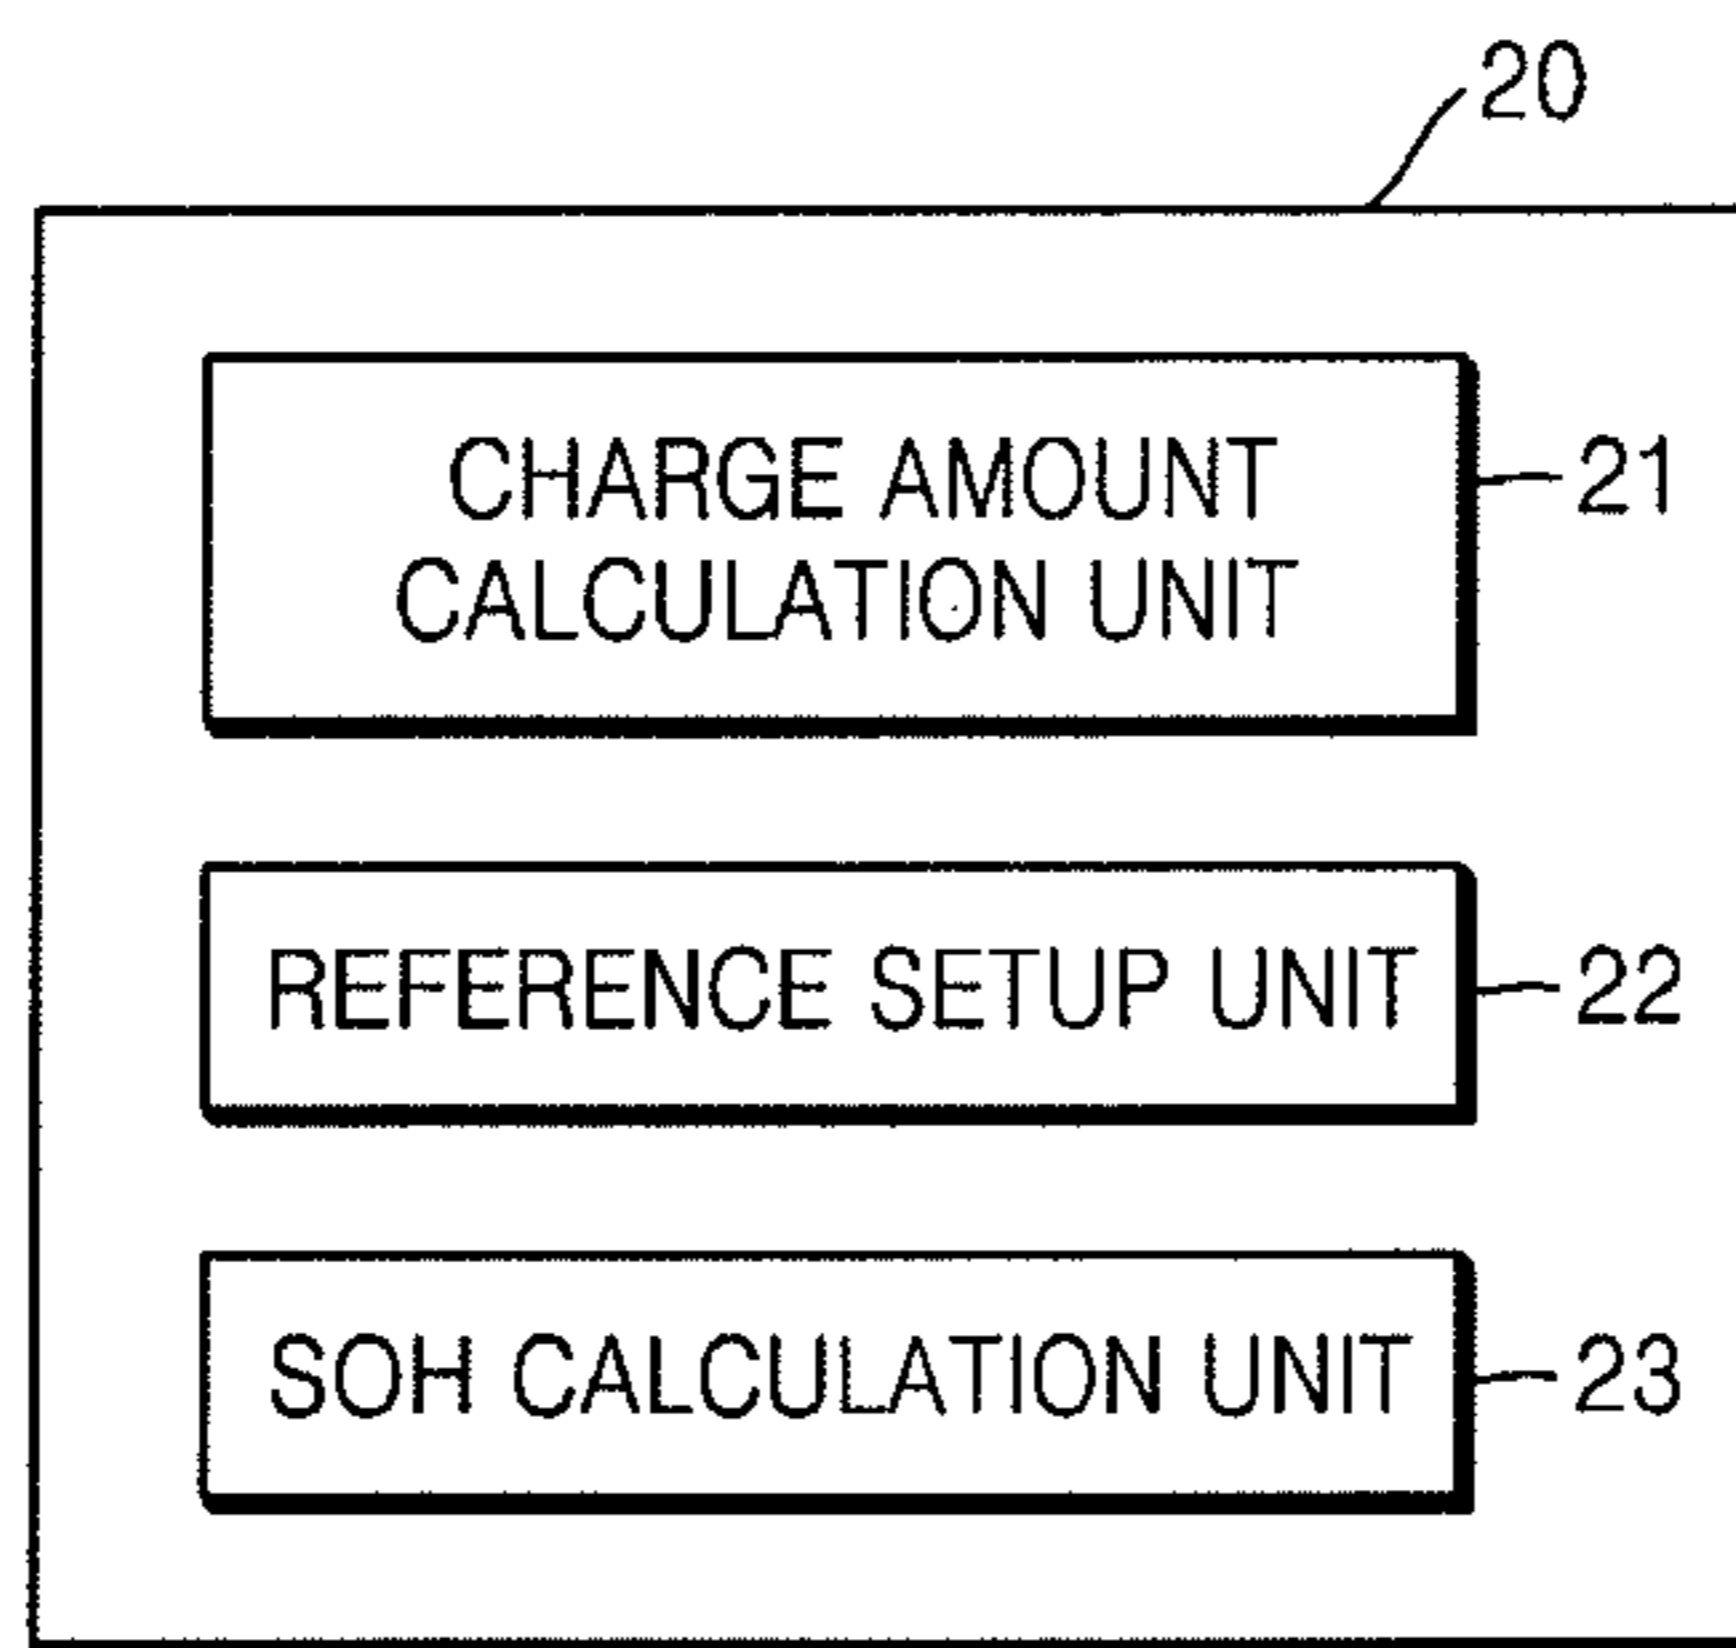 20
CHARGE AMOUNT
CALCULATION UNIT
21
REFERENCE SETUP UNIT
22
SOH CALCULATION UNIT
23